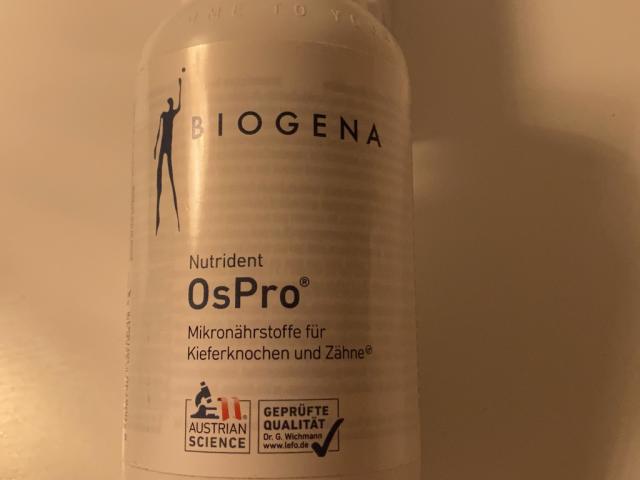 BIOGENA
Nutrident
OsPro®
Mikronährstoffe für
Kieferknochen und Zähne
AUSTRIAN
SCIENCE
GEPRÜFTE
QUALITÄT
Dr. G. Wichmann
www.lefo.de